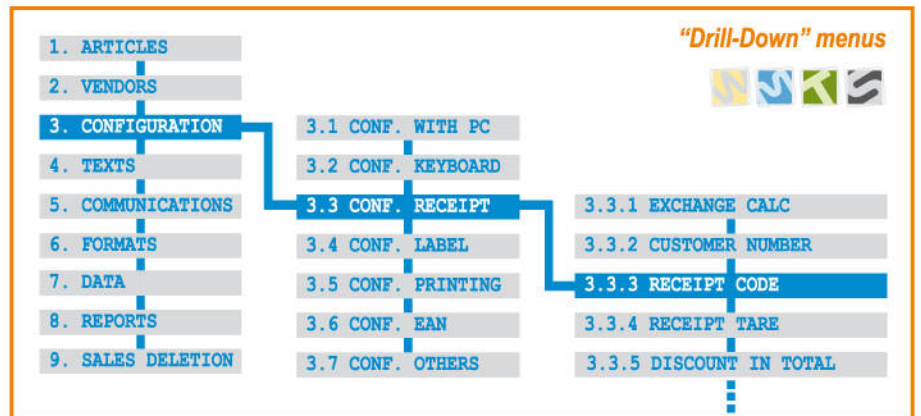 “Drill-Down” menus
1. ARTICLES
2. VENDORS
3. CONFIGURATION
4. TEXTS
5. COMMUNICATIONS
6. FORMATS
7. DATA
8. REPORTS
9. SALES DELETION
3.1 CONF. WITH PC
3.2 CONF. KEYBOARD
3.3 CONF. RECEIPT
3.4 CONF. LABEL
3.5 CONF. PRINTING
3.6 CONF. EAN
3.7 CONF. OTHERS
3.3.1 EXCHANGE CALC
3.3.2 CUSTOMER NUMBER
3.3.3 RECEIPT CODE
3.3.4 RECEIPT TARE
3.3.5 DISCOUNT IN TOTAL